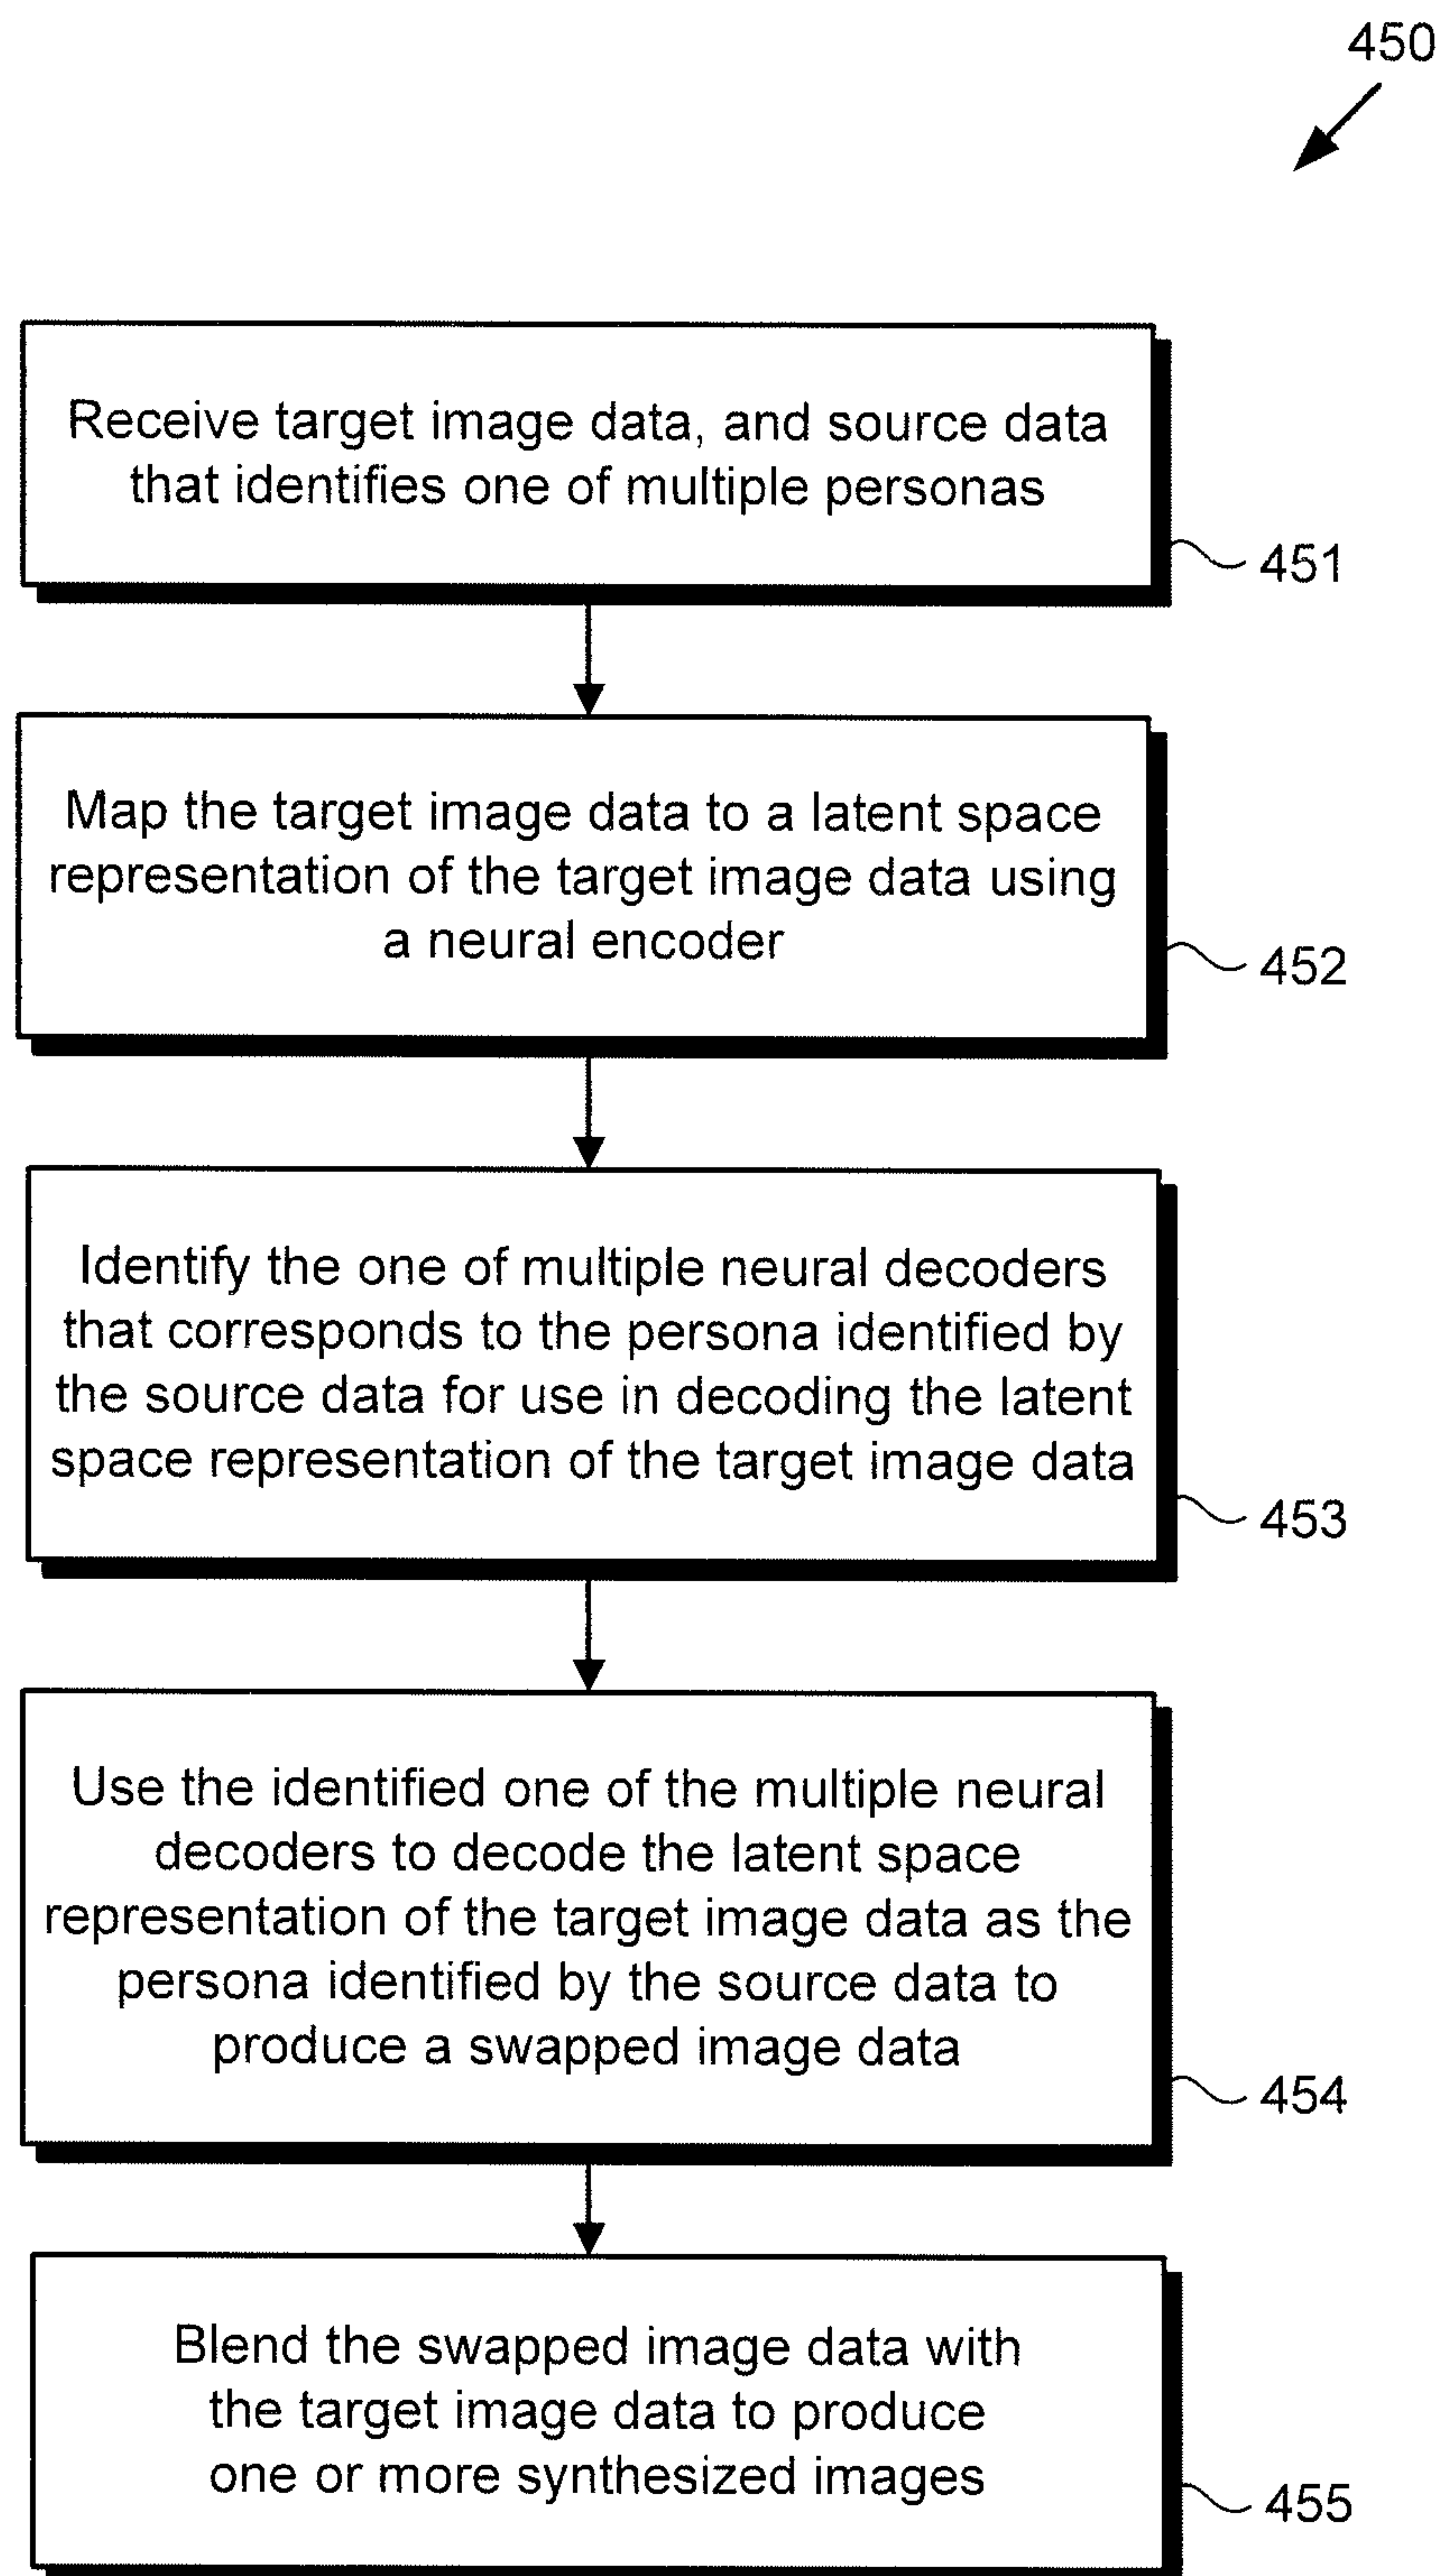 450
Receive target image data, and source data
that identifies one of multiple personas
451
Map the target image data to a latent space
representation of the target image data using
a neural encoder
452
Identify the one of multiple neural decoders
that corresponds to the persona identified by
the source data for use in decoding the latent
space representation of the target image data
453
Use the identified one of the multiple neural
decoders to decode the latent space
representation of the target image data as the
persona identified by the source data to
produce a swapped image data
454
Blend the swapped image data with
the target image data to produce
one or more synthesized images
455